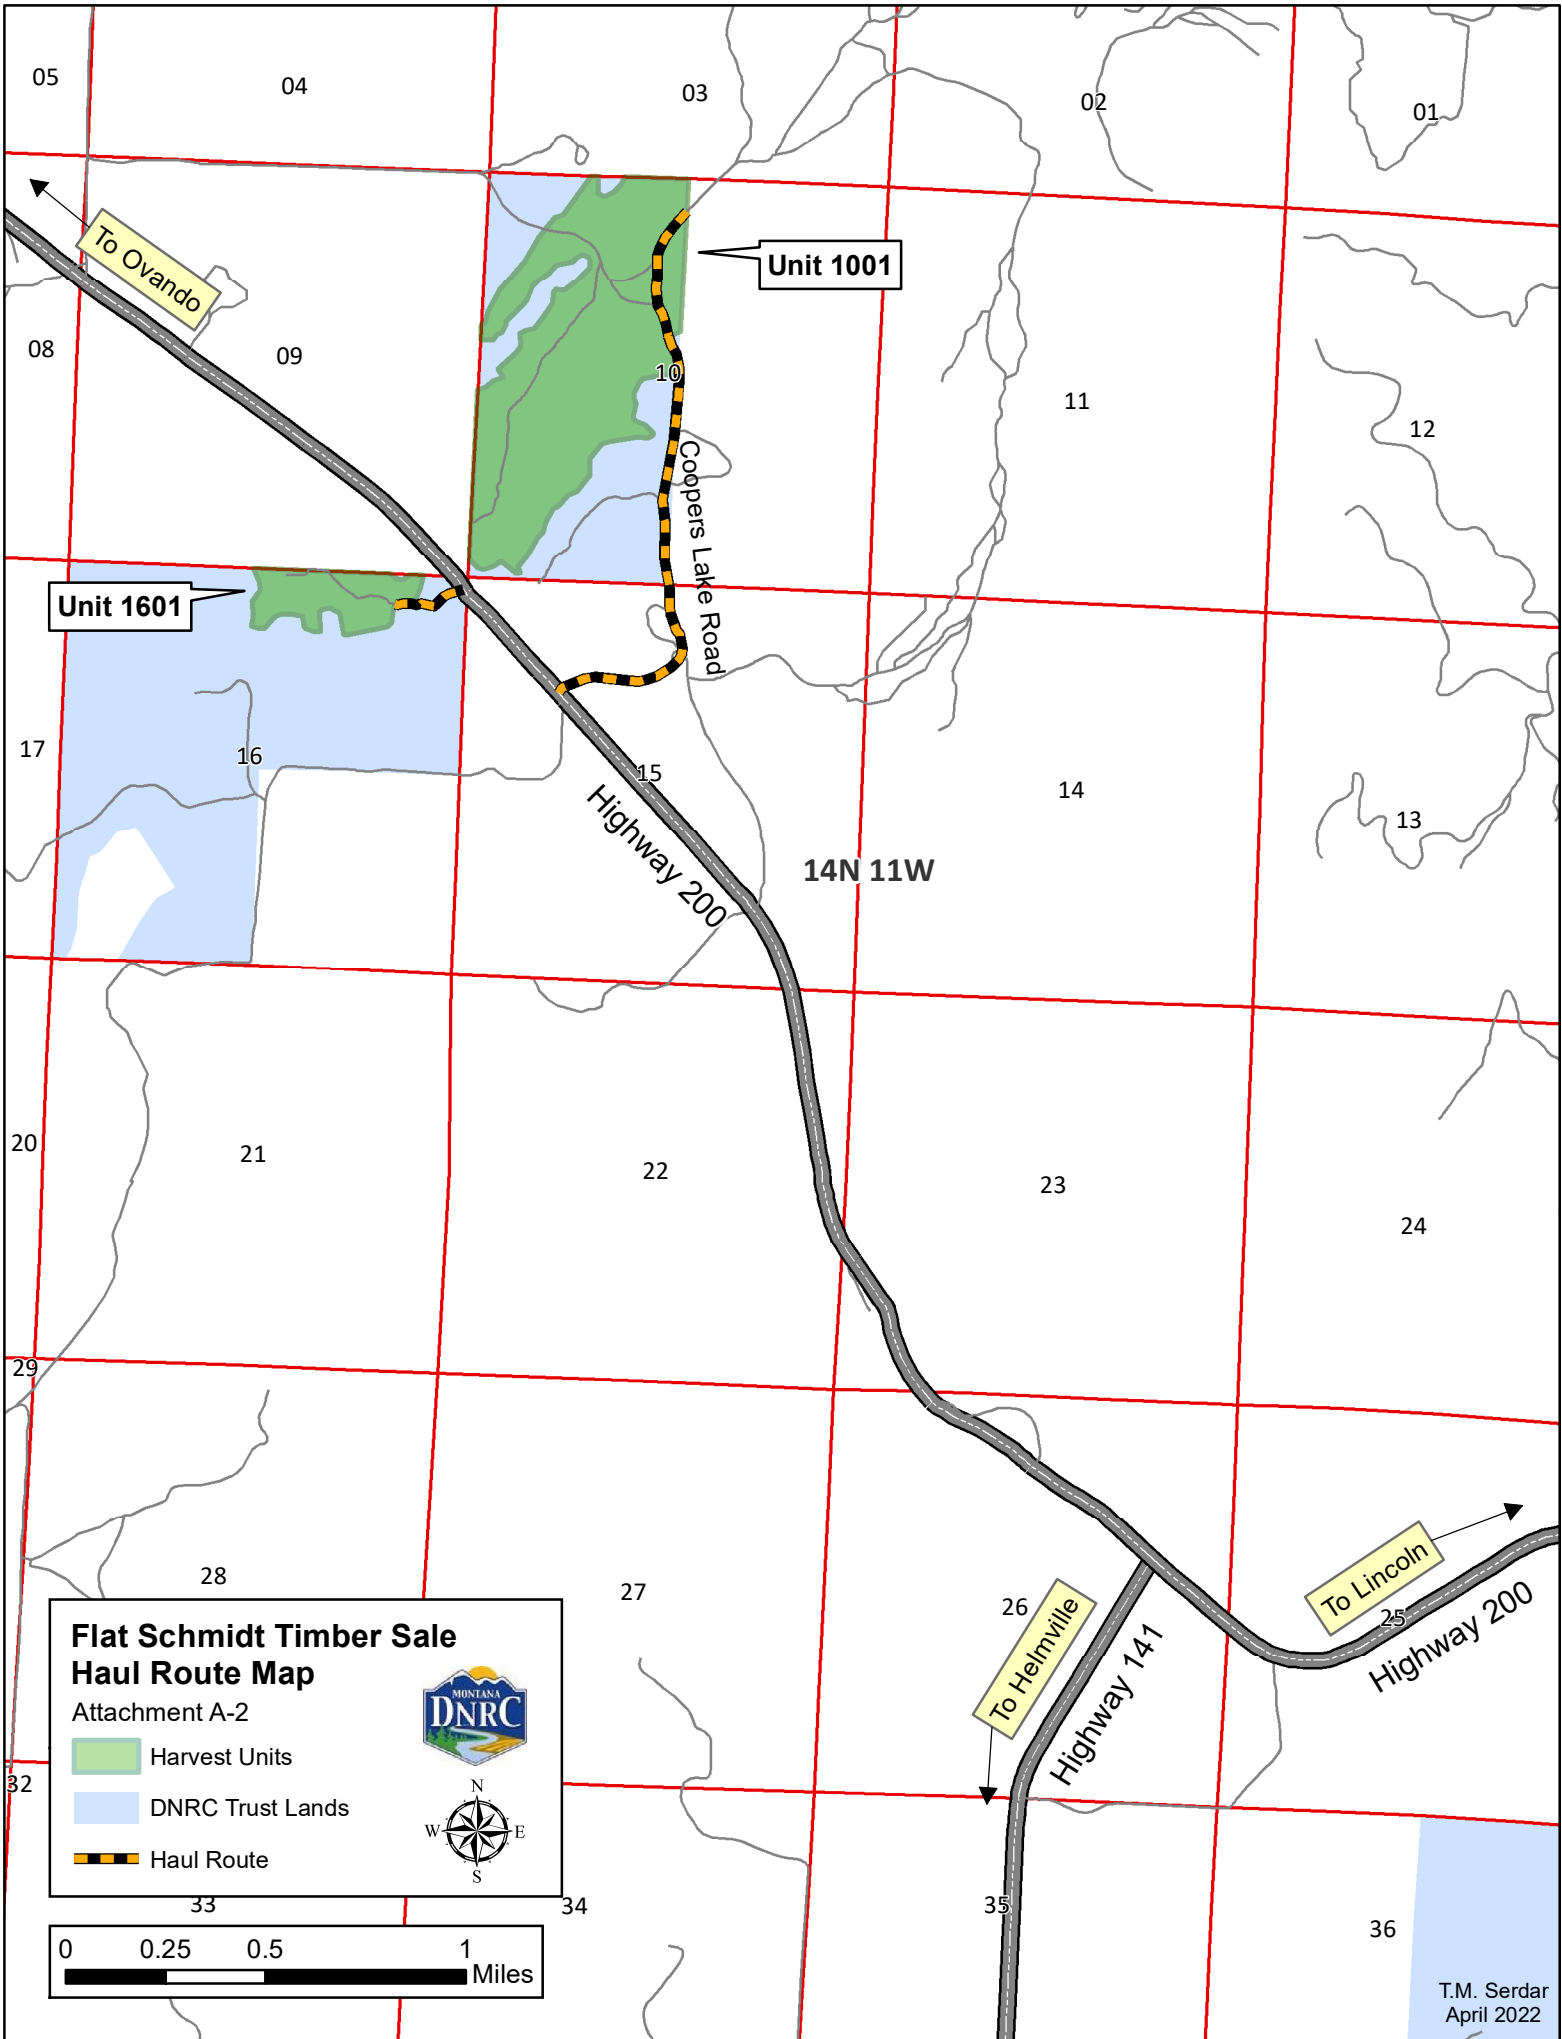 05
04
03
02
01
To Ovando
Unit 1001
08
09
10
11
12
Coopers Lake Road
Unit 1601
17
16
15
14
13
Highway 200
14N 11W
20
21
22
23
24
29
28
27
26
25
To Lincoln
Highway 200
To Helmville
Highway 141
Flat Schmidt Timber Sale
Haul Route Map
Attachment A-2
Harvest Units
DNRC Trust Lands
Haul Route
MONTANA
DNRC
N
W
E
S
32
33
34
35
36
0
0.25
0.5
1
Miles
T.M. Serdar
April 2022